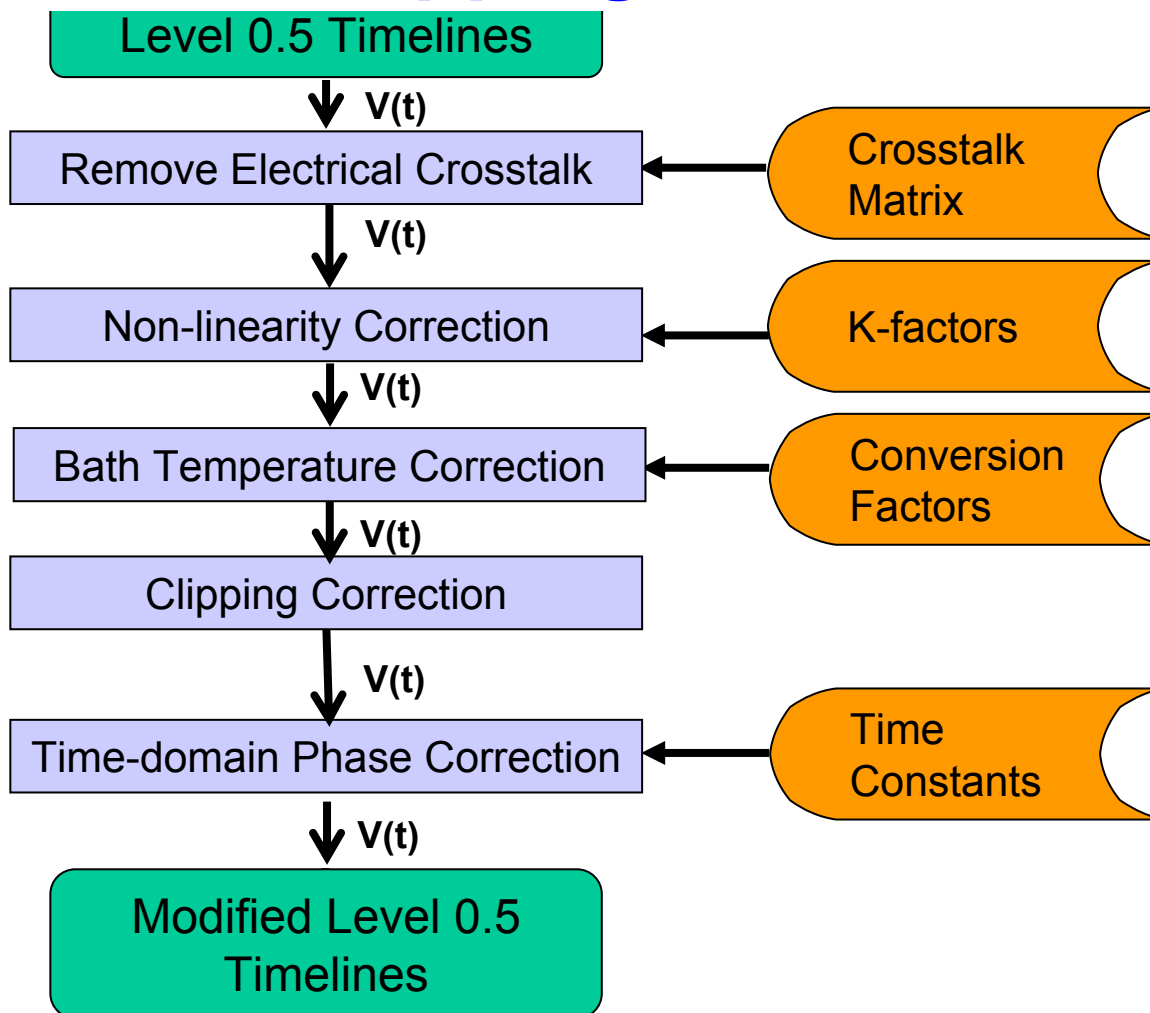 Level 0.5 Timelines
V(t)
Remove Electrical Crosstalk
Crosstalk
Matrix
V(t)
Non-linearity Correction
K-factors
V(t)
Bath Temperature Correction
Conversion
Factors
V(t)
Clipping Correction
V(t)
Time-domain Phase Correction
Time
Constants
V(t)
Modified Level 0.5
Timelines